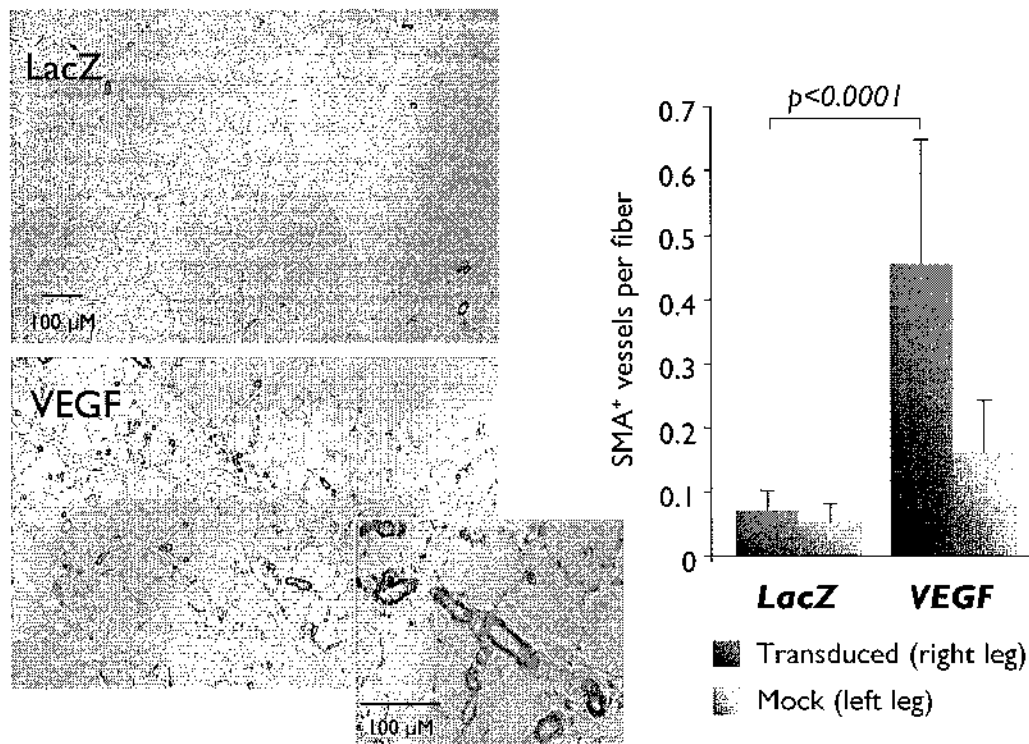 LacZ
100 µM
VEGF
100 µM
p<0.0001
SMA⁺ vessels per fiber
0.7
0.6
0.5
0.4
0.3
0.2
0.1
0
LacZ VEGF
Transduced (right leg)
Mock (left leg)